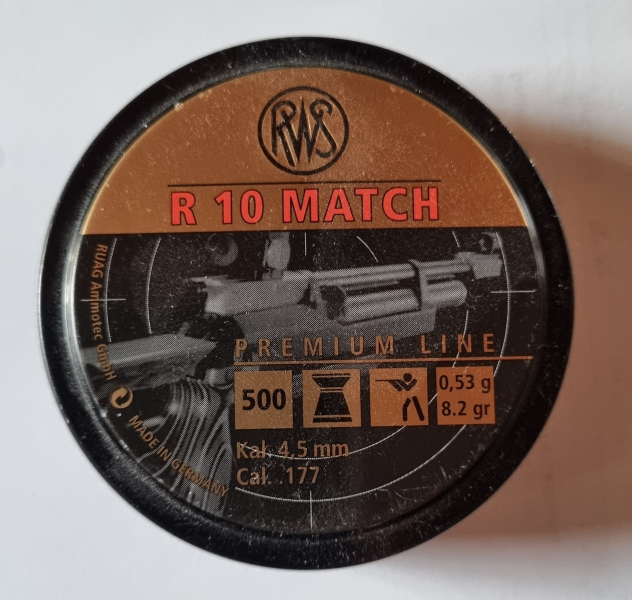 RWS
R 10 MATCH
RUAG Ammotec GmbH
MADE IN GERMANY
PREMIUM LINE
500
0,53 g
8.2 gr
Kal. 4,5 mm
Cal. .177